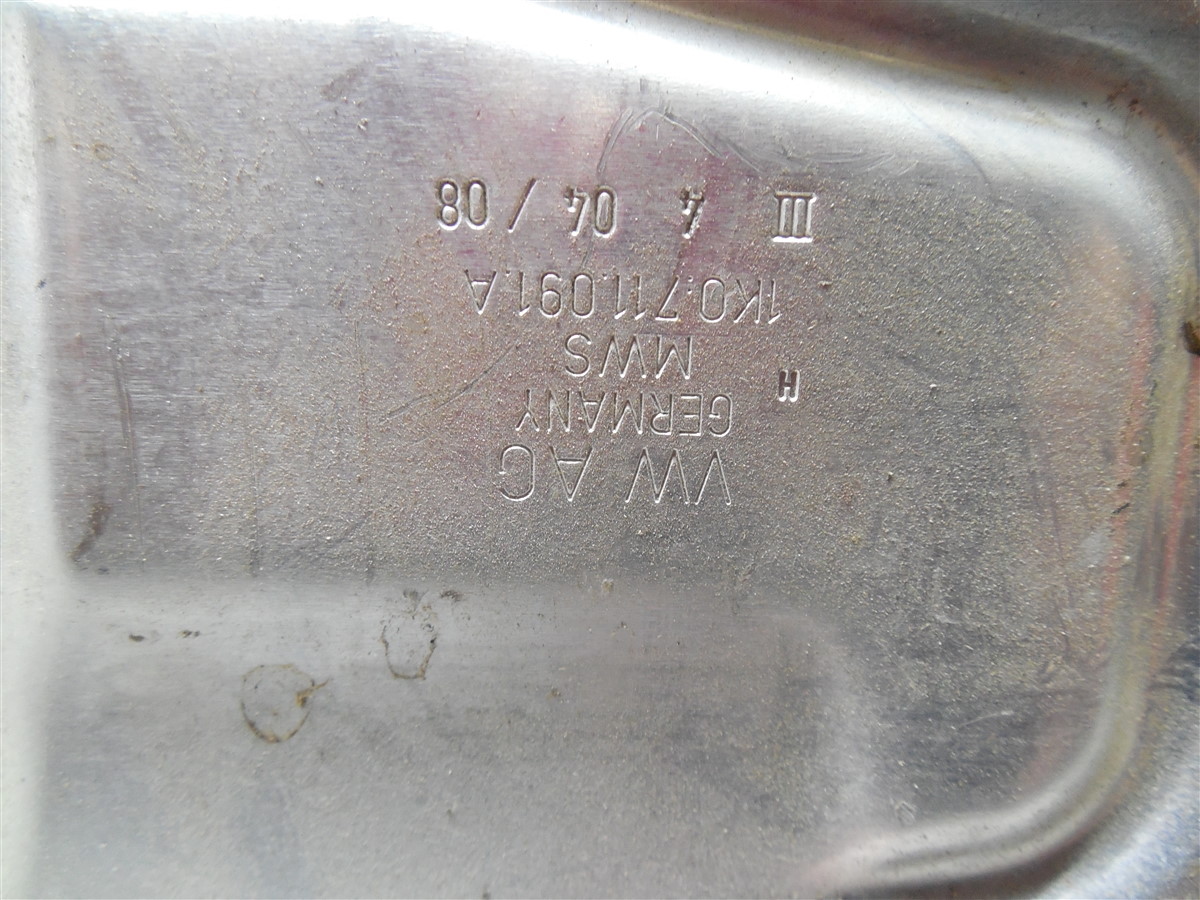 VW AG
GERMANY
H
MWS
1K0.711.091.A
III 4 04 / 08